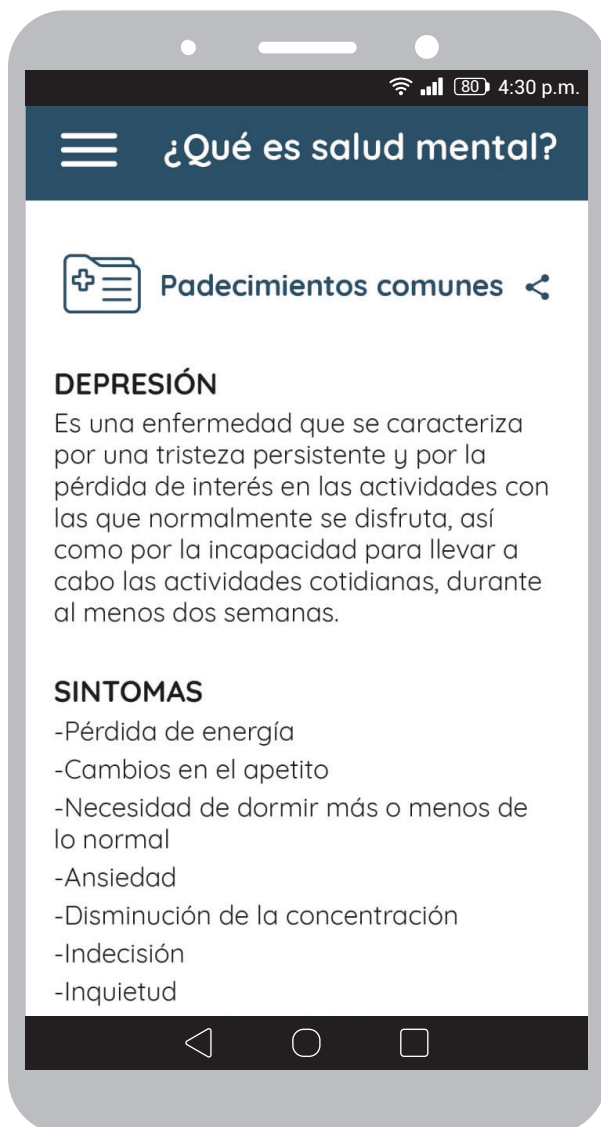 80 4:30 p.m.
¿Qué es salud mental?
Padecimientos comunes
DEPRESIÓN
Es una enfermedad que se caracteriza
por una tristeza persistente y por la
pérdida de interés en las actividades con
las que normalmente se disfruta, así
como por la incapacidad para llevar a
cabo las actividades cotidianas, durante
al menos dos semanas.
SINTOMAS
-Pérdida de energía
-Cambios en el apetito
-Necesidad de dormir más o menos de
lo normal
-Ansiedad
-Disminución de la concentración
-Indecisión
-Inquietud